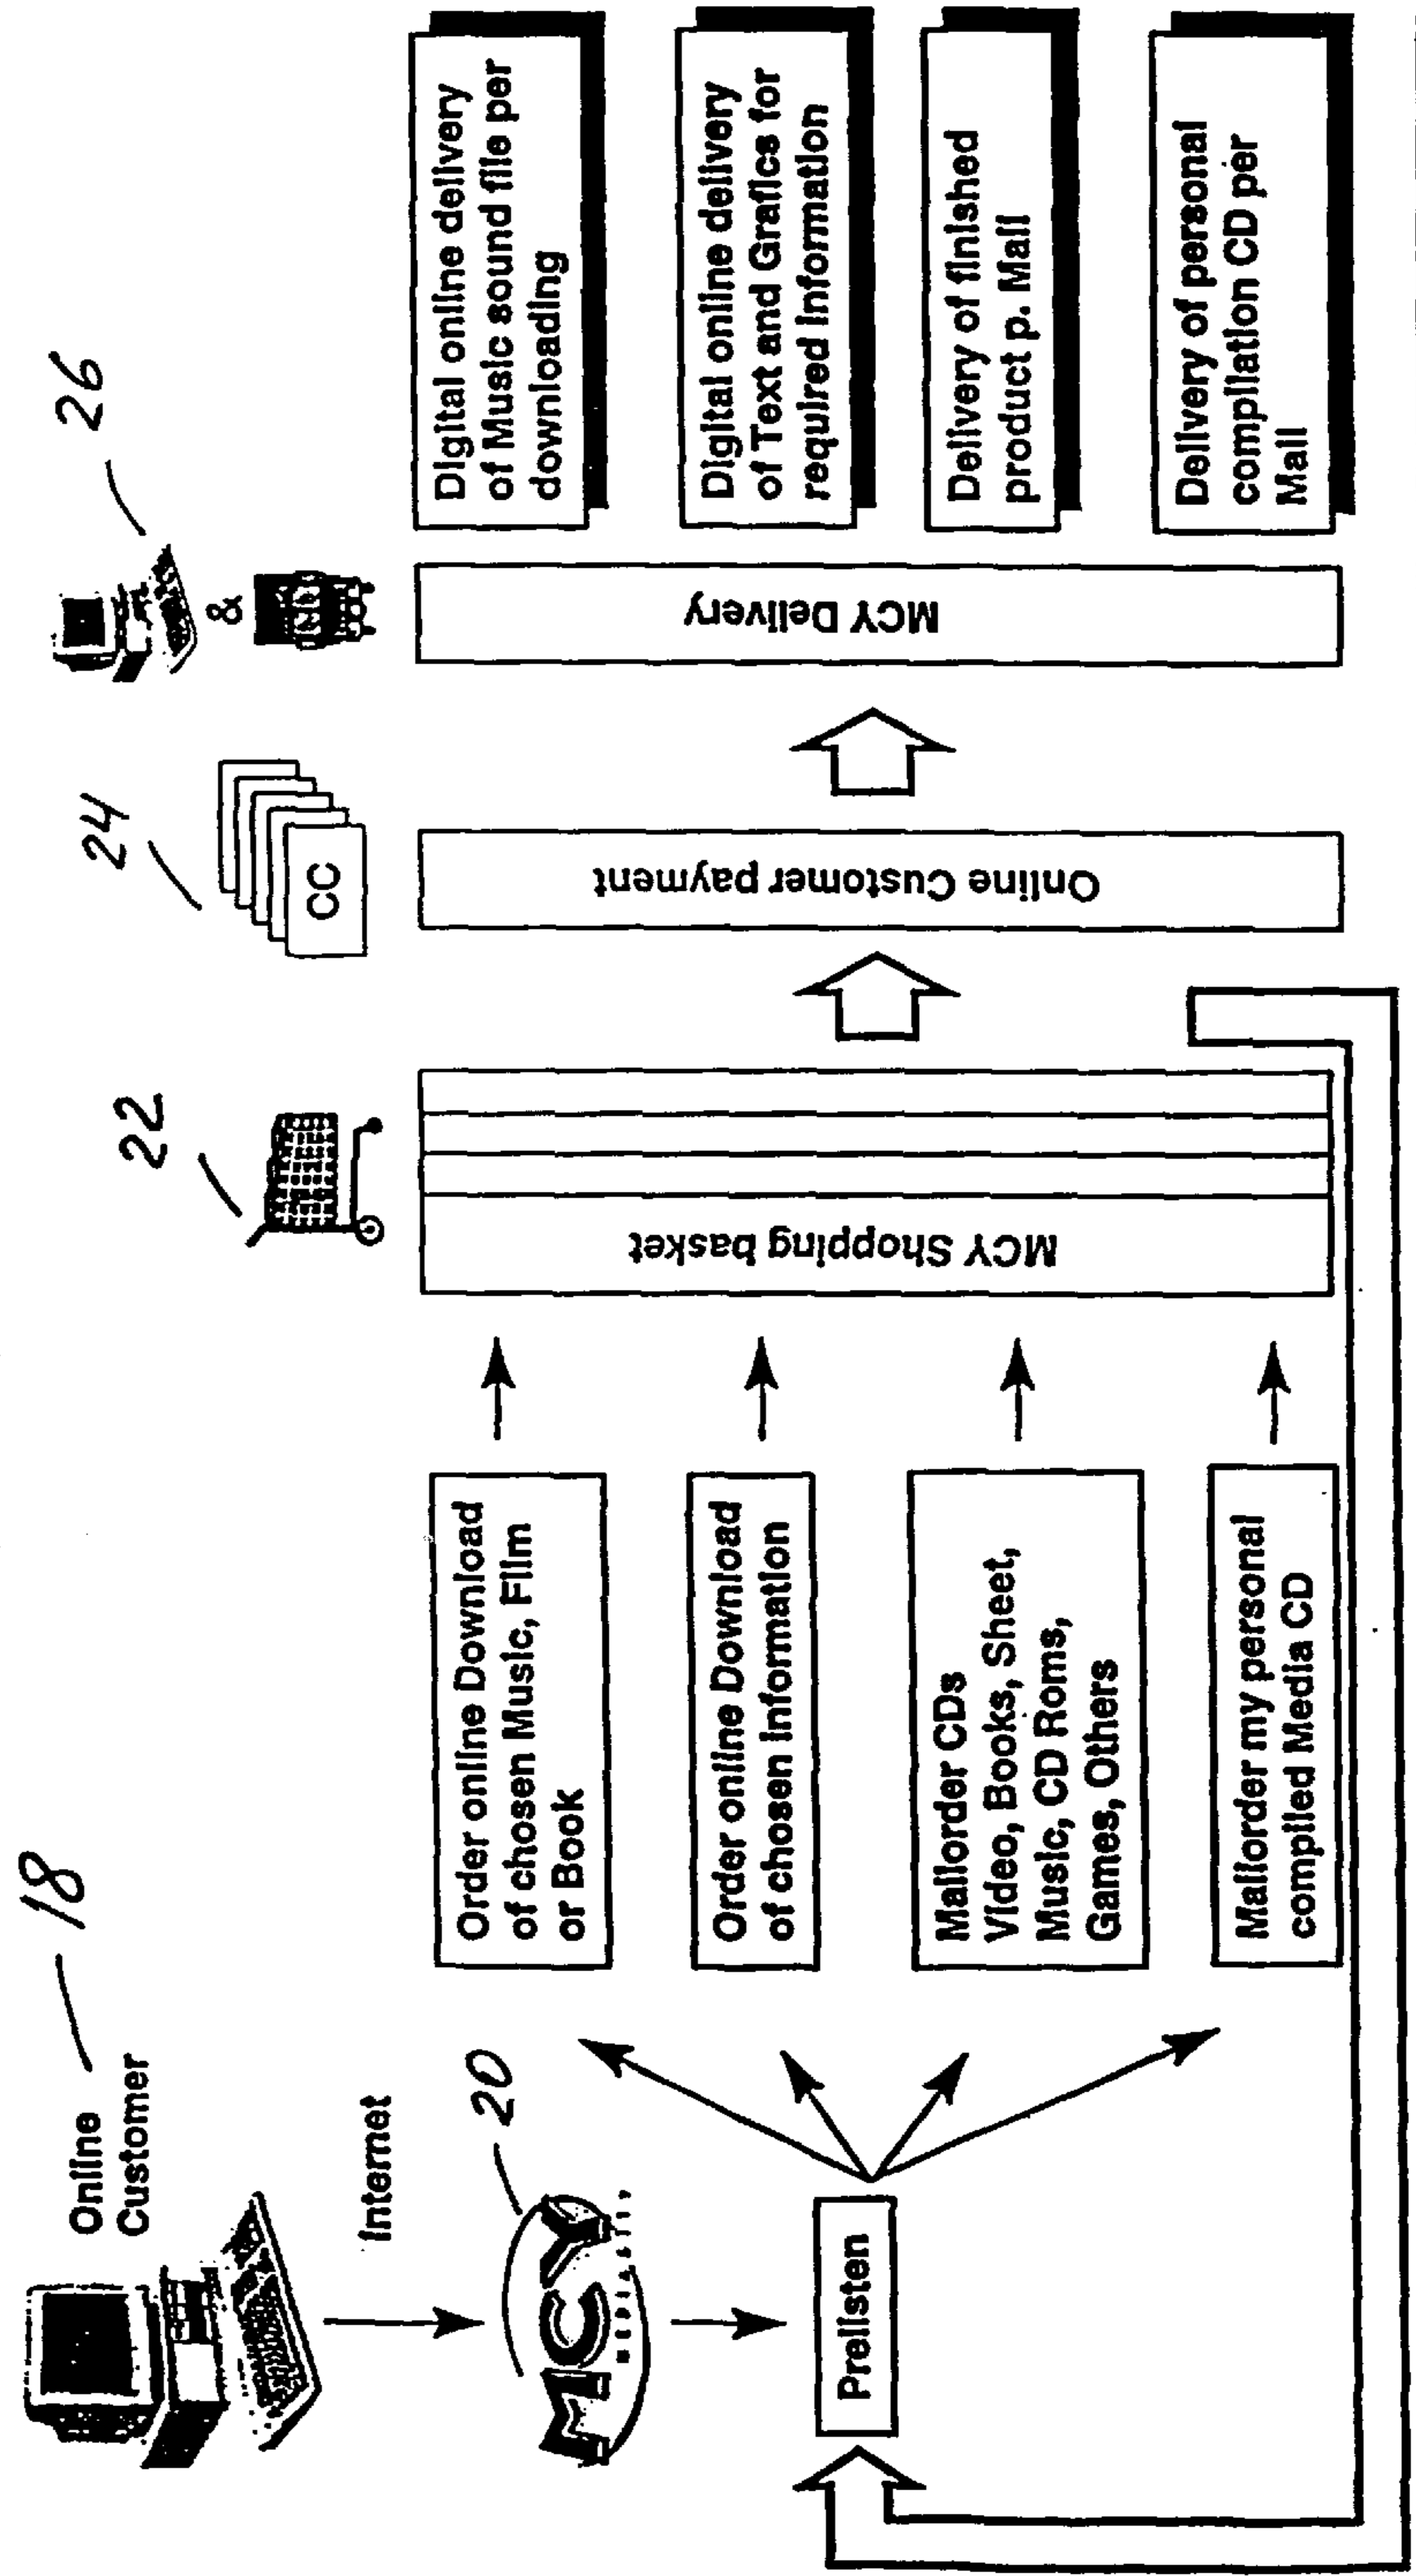 Online
Customer
18
Internet
20
MCY
MEDIACITY
Prelisten
Order online Download
of chosen Music, Film
or Book
Order online Download
of chosen Information
Mailorder CDs
Video, Books, Sheet,
Music, CD Roms,
Games, Others
Mailorder my personal
compiled Media CD
22
MCY Shopping basket
24
CC
Online Customer payment
26
&
MCY Delivery
Digital online delivery
of Music sound file per
downloading
Digital online delivery
of Text and Grafics for
required Information
Delivery of finished
product p. Mail
Delivery of personal
compilation CD per
Mail